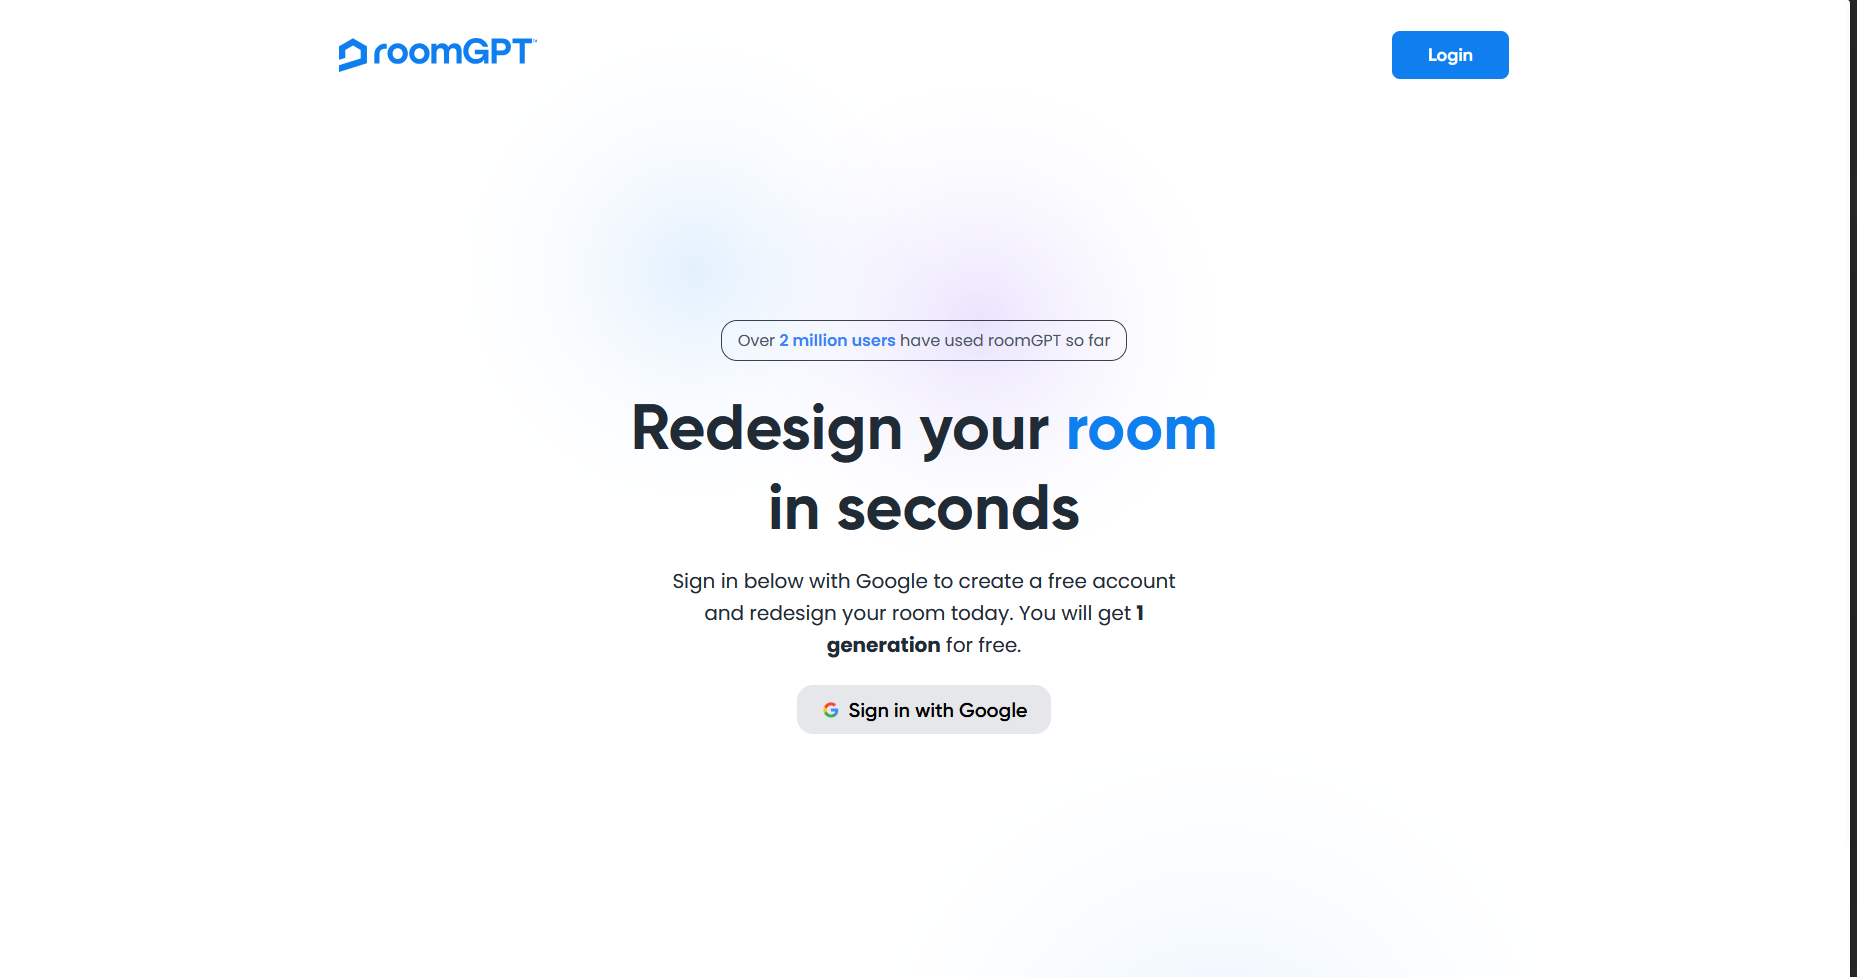 roomGPT™
Login
Over 2 million users have used roomGPT so far
Redesign your room
in seconds
Sign in below with Google to create a free account
and redesign your room today. You will get 1
generation for free.
Sign in with Google